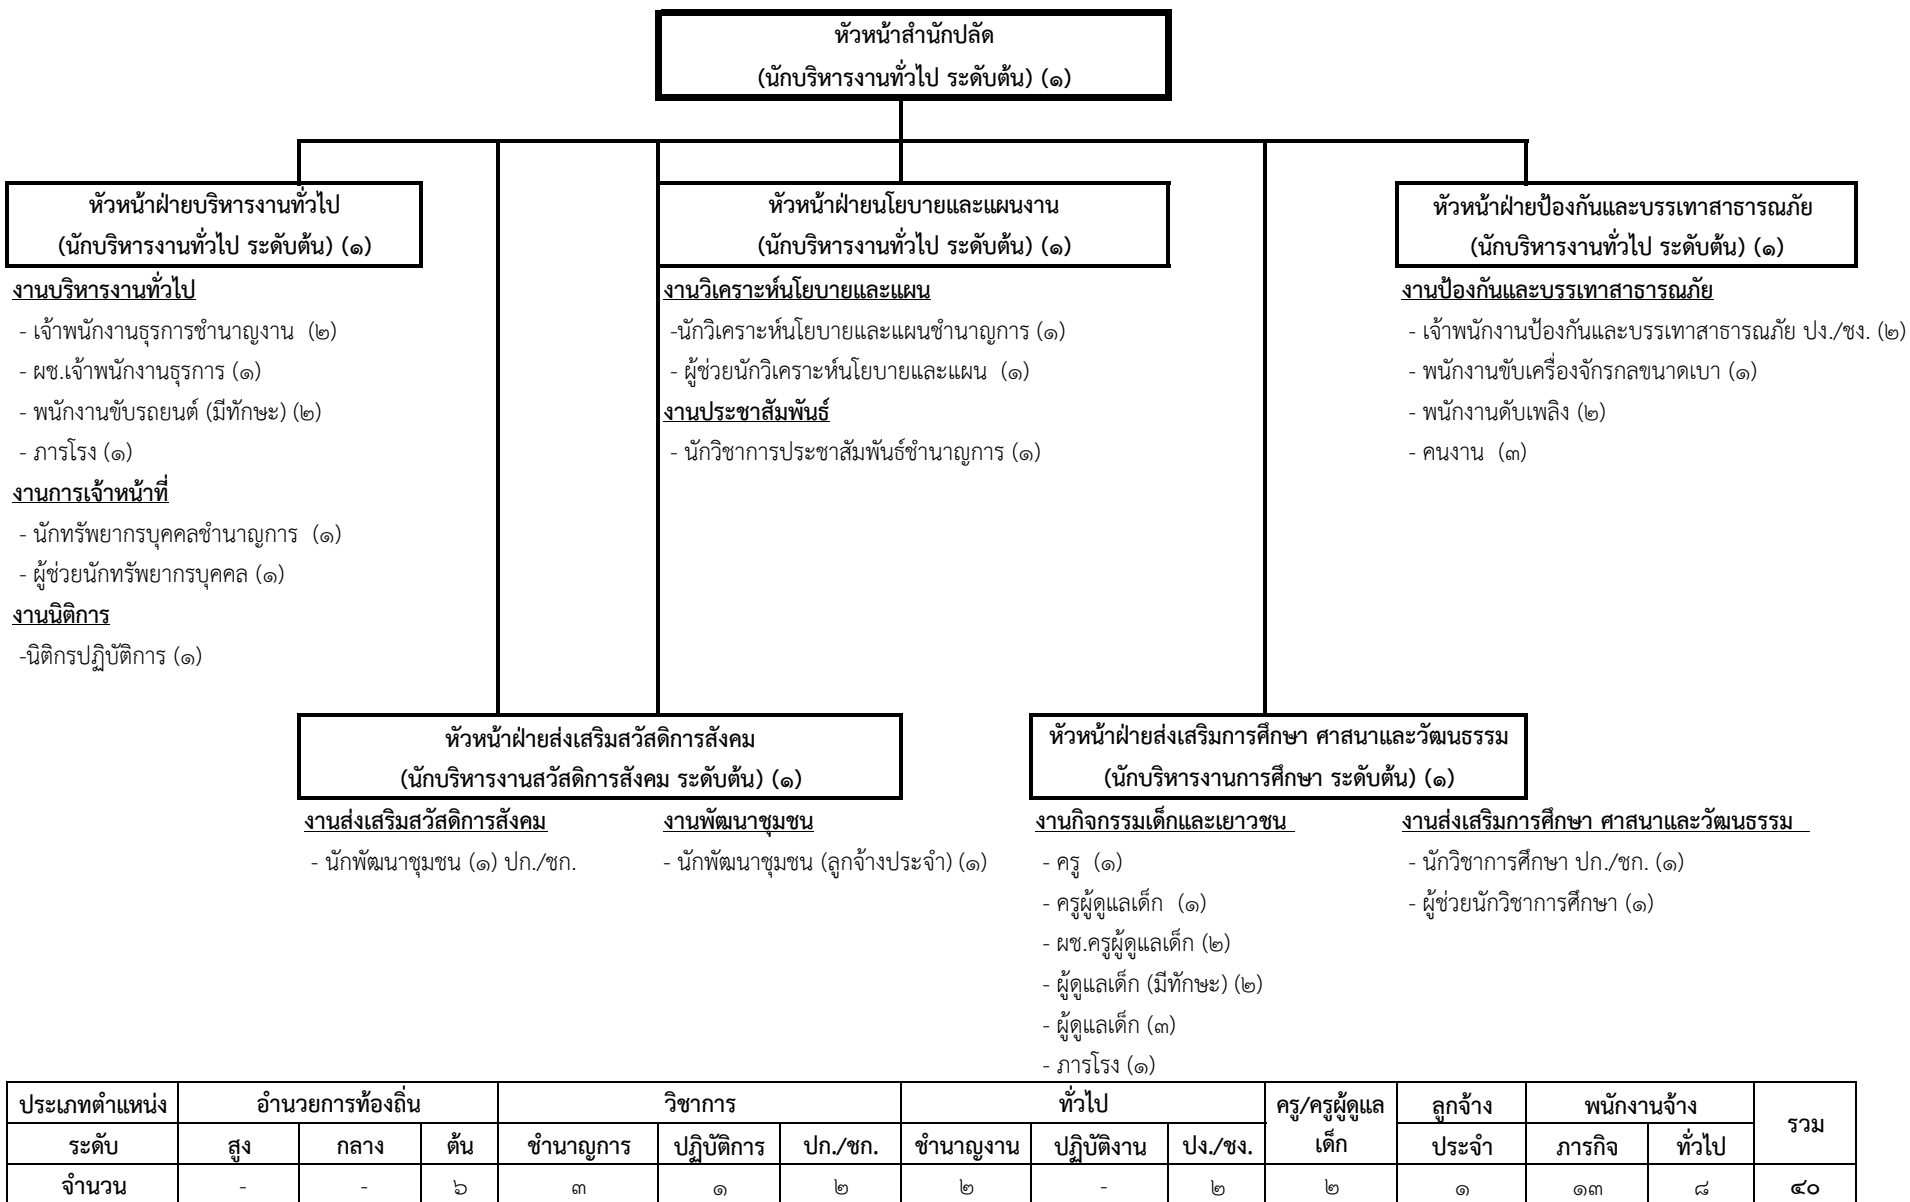 หัวหน้าสำนักปลัด
(นักบริหารงานทั่วไป ระดับต้น) (๑)
หัวหน้าฝ่ายบริหารงานทั่วไป
(นักบริหารงานทั่วไป ระดับต้น) (๑)
งานบริหารงานทั่วไป
- เจ้าพนักงานธุรการชำนาญงาน (๒)
- ผช.เจ้าพนักงานธุรการ (๑)
- พนักงานขับรถยนต์ (มีทักษะ) (๒)
- ภารโรง (๑)
งานการเจ้าหน้าที่
- นักทรัพยากรบุคคลชำนาญการ (๑)
- ผู้ช่วยนักทรัพยากรบุคคล (๑)
งานนิติการ
-นิติกรปฏิบัติการ (๑)
หัวหน้าฝ่ายนโยบายและแผนงาน
(นักบริหารงานทั่วไป ระดับต้น) (๑)
งานวิเคราะห์นโยบายและแผน
-นักวิเคราะห์นโยบายและแผนชำนาญการ (๑)
- ผู้ช่วยนักวิเคราะห์นโยบายและแผน (๑)
งานประชาสัมพันธ์
- นักวิชาการประชาสัมพันธ์ชำนาญการ (๑)
หัวหน้าฝ่ายป้องกันและบรรเทาสาธารณภัย
(นักบริหารงานทั่วไป ระดับต้น) (๑)
งานป้องกันและบรรเทาสาธารณภัย
- เจ้าพนักงานป้องกันและบรรเทาสาธารณภัย ปง./ชง. (๒)
- พนักงานขับเครื่องจักรกลขนาดเบา (๑)
- พนักงานดับเพลิง (๒)
- คนงาน (๓)
หัวหน้าฝ่ายส่งเสริมสวัสดิการสังคม
(นักบริหารงานสวัสดิการสังคม ระดับต้น) (๑)
งานส่งเสริมสวัสดิการสังคม
- นักพัฒนาชุมชน (๑) ปก./ชก.
งานพัฒนาชุมชน
- นักพัฒนาชุมชน (ลูกจ้างประจำ) (๑)
หัวหน้าฝ่ายส่งเสริมการศึกษา ศาสนาและวัฒนธรรม
(นักบริหารงานการศึกษา ระดับต้น) (๑)
งานกิจกรรมเด็กและเยาวชน
- ครู (๑)
- ครูผู้ดูแลเด็ก (๑)
- ผช.ครูผู้ดูแลเด็ก (๒)
- ผู้ดูแลเด็ก (มีทักษะ) (๒)
- ผู้ดูแลเด็ก (๓)
- ภารโรง (๑)
งานส่งเสริมการศึกษา ศาสนาและวัฒนธรรม
- นักวิชาการศึกษา ปก./ชก. (๑)
- ผู้ช่วยนักวิชาการศึกษา (๑)
ประเภทตำแหน่ง อำนวยการท้องถิ่น วิชาการ ทั่วไป ครู/ครูผู้ดูแลเด็ก ลูกจ้าง พนักงานจ้าง รวม
ระดับ สูง กลาง ต้น ชำนาญการ ปฏิบัติการ ปก./ชก. ชำนาญงาน ปฏิบัติงาน ปง./ชง. ประจำ ภารกิจ ทั่วไป
จำนวน - - ๖ ๓ ๑ ๒ ๒ - ๒ ๒ ๑ ๑๓ ๘ ๔๐